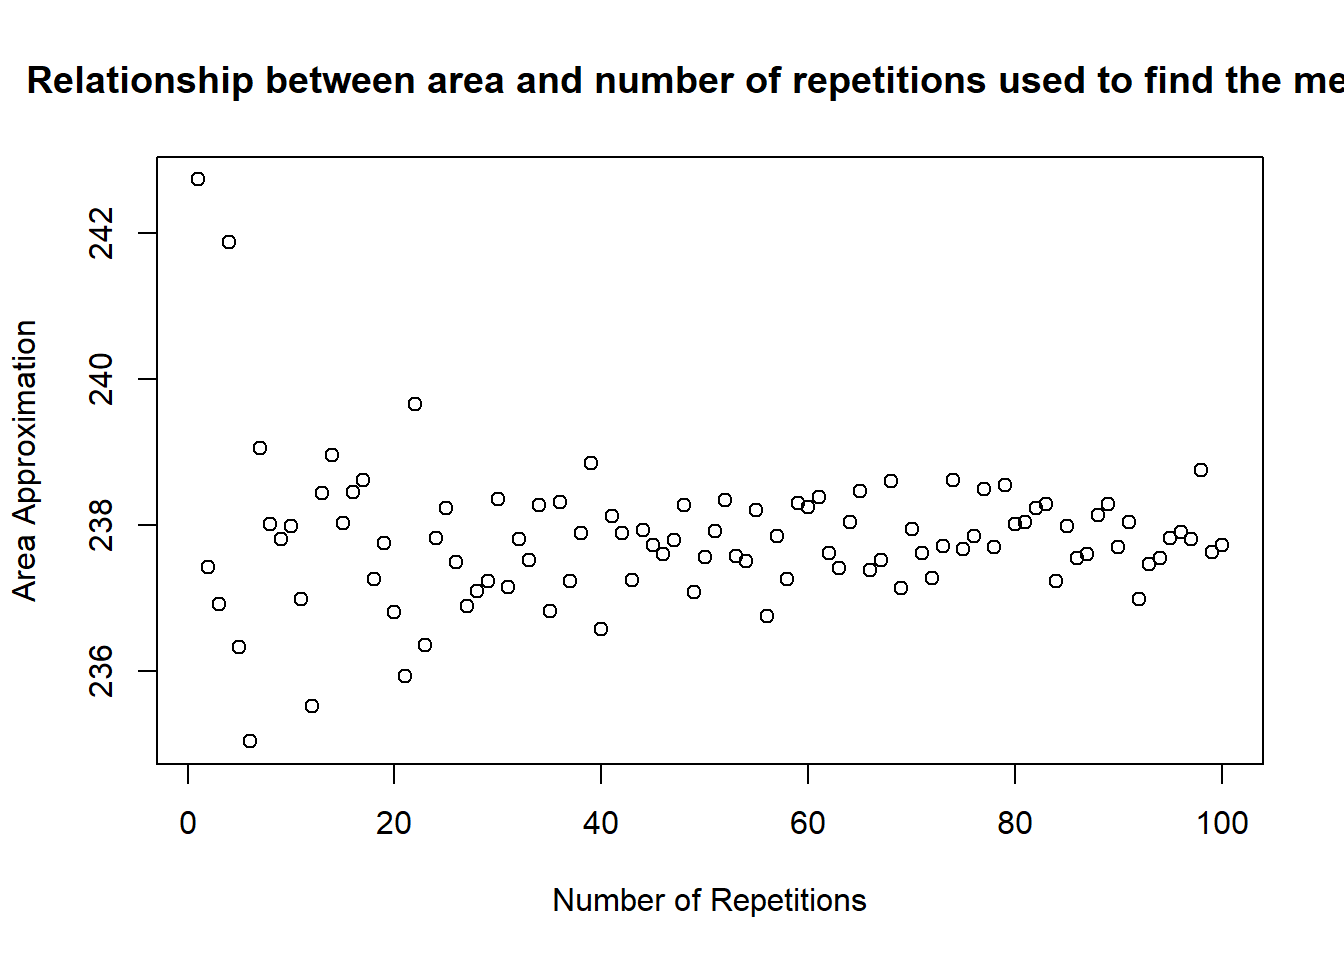 Relationship between area and number of repetitions used to find the me
Area Approximation
242
240
238
236
0 20 40 60 80 100
Number of Repetitions